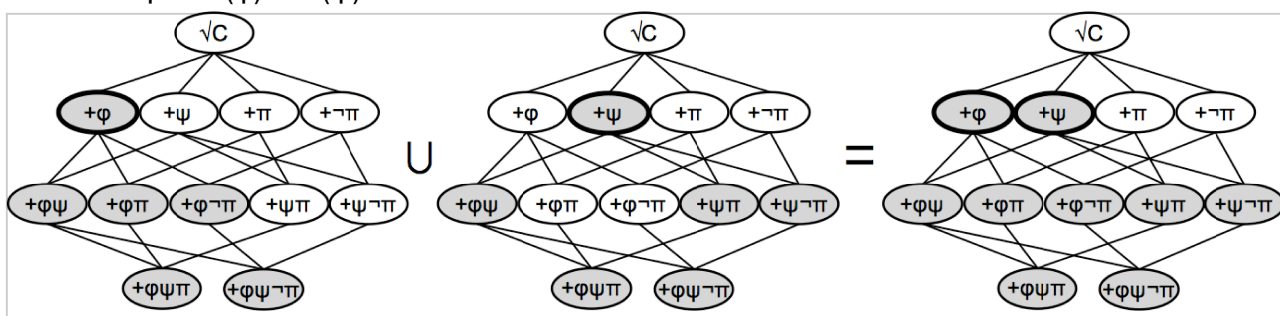 √C √C √C
+φ +ψ +π +¬π +φ +ψ +π +¬π +φ +ψ +π +¬π
∪ =
+φψ +φπ +φ¬π +ψπ +ψ¬π +φψ +φπ +φ¬π +ψπ +ψ¬π +φψ +φπ +φ¬π +ψπ +ψ¬π
+φψπ +φψ¬π +φψπ +φψ¬π +φψπ +φψ¬π